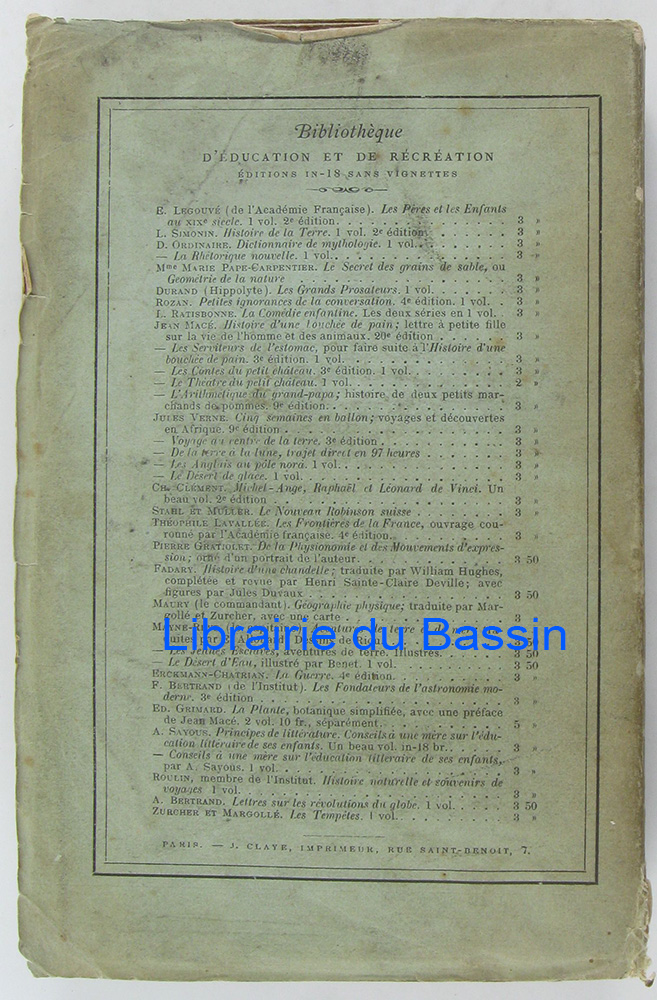 Bibliothèque
D'ÉDUCATION ET DE RÉCRÉATION
ÉDITIONS IN-18 SANS VIGNETTES
E. Legouvé (de l'Académie Française). Les Pères et les Enfants
au XIXe siècle. 1 vol. 2e édition. 3 »
L. Simonin. Histoire de la Terre. 1 vol. 2e édition. 3 »
D. Ordinaire. Dictionnaire de mythologie. 1 vol. 3 »
— La Rhétorique nouvelle. 1 vol. 3 »
Mme Marie Pape-Carpentier. Le Secret des grains de sable, ou
Géométrie de la nature 3 »
Durand (Hippolyte). Les Grands Prosateurs. 1 vol. 3 »
Rozan. Petites ignorances de la conversation. 4e édition. 1 vol. 3 »
L. Ratisbonne. La Comédie enfantine. Les deux séries en 1 vol. 3 »
Jean Macé. Histoire d'une bouchée de pain; lettre à petite fille
sur la vie de l'homme et des animaux. 20e édition 3 »
— Les Serviteurs de l'estomac, pour faire suite à l'Histoire d'une
bouchée de pain. 3e édition. 1 vol. 3 »
— Les Contes du petit château. 3e édition. 1 vol. 3 »
— Le Théâtre du petit château. 1 vol. 2 »
— L'Arithmétique du grand-papa; histoire de deux petits mar-
chands de pommes. 9e édition. 3 »
Jules Verne. Cinq semaines en ballon; voyages et découvertes
en Afrique. 9e édition 3 »
— Voyage au centre de la terre. 3e édition 3 »
— De la terre à la lune, trajet direct en 97 heures 3 »
— Les Anglais au pôle nord. 1 vol. 3 »
— Le Désert de glace. 1 vol. 3 »
Ch. Clément. Michel-Ange, Raphaël et Léonard de Vinci. Un
beau vol. 2e édition 3 »
Stahl et Muller. Le Nouveau Robinson suisse 3 »
Théophile Lavallée. Les Frontières de la France, ouvrage cou-
ronné par l'Académie française. 4e édition. 3 »
Pierre Gratiolet. De la Physionomie et des Mouvements d'expres-
sion; orné d'un portrait de l'auteur. 3 50
Fadary. Histoire d'une chandelle; traduite par William Hughes,
complétée et revue par Henri Sainte-Claire Deville; avec
figures par Jules Duvaux 3 50
Maury (le commandant). Géographie physique; traduite par Mar-
gollé et Zurcher, avec une carte 3
Librairie du Bassin
— Les Jeunes Esclaves, aventures de terre. Illustrés. 3 50
Le Désert d'Eau, illustré par Benet. 1 vol. 3 50
Erckmann-Chatrian. La Guerre. 4e édition. 3 »
F. Bertrand (de l'Institut). Les Fondateurs de l'astronomie mo-
derne. 3e édition 3 »
Ed. Grimard. La Plante, botanique simplifiée, avec une préface
de Jean Macé. 2 vol. 10 fr., séparément. 5 »
A. Sayous. Principes de littérature. Conseils à une mère sur l'édu-
cation littéraire de ses enfants. Un beau vol. in-18 br. 3 »
— Conseils à une mère sur l'éducation littéraire de ses enfants,
par A. Sayous. 1 vol. 3 »
Roulin, membre de l'Institut. Histoire naturelle et souvenirs de
voyages 1 vol. 3 »
A. Bertrand. Lettres sur les révolutions du globe. 1 vol. 3 50
Zurcher et Margollé. Les Tempêtes. 1 vol. 3 »
PARIS. — J. CLAYE, IMPRIMEUR, RUE SAINT-BENOIT, 7.